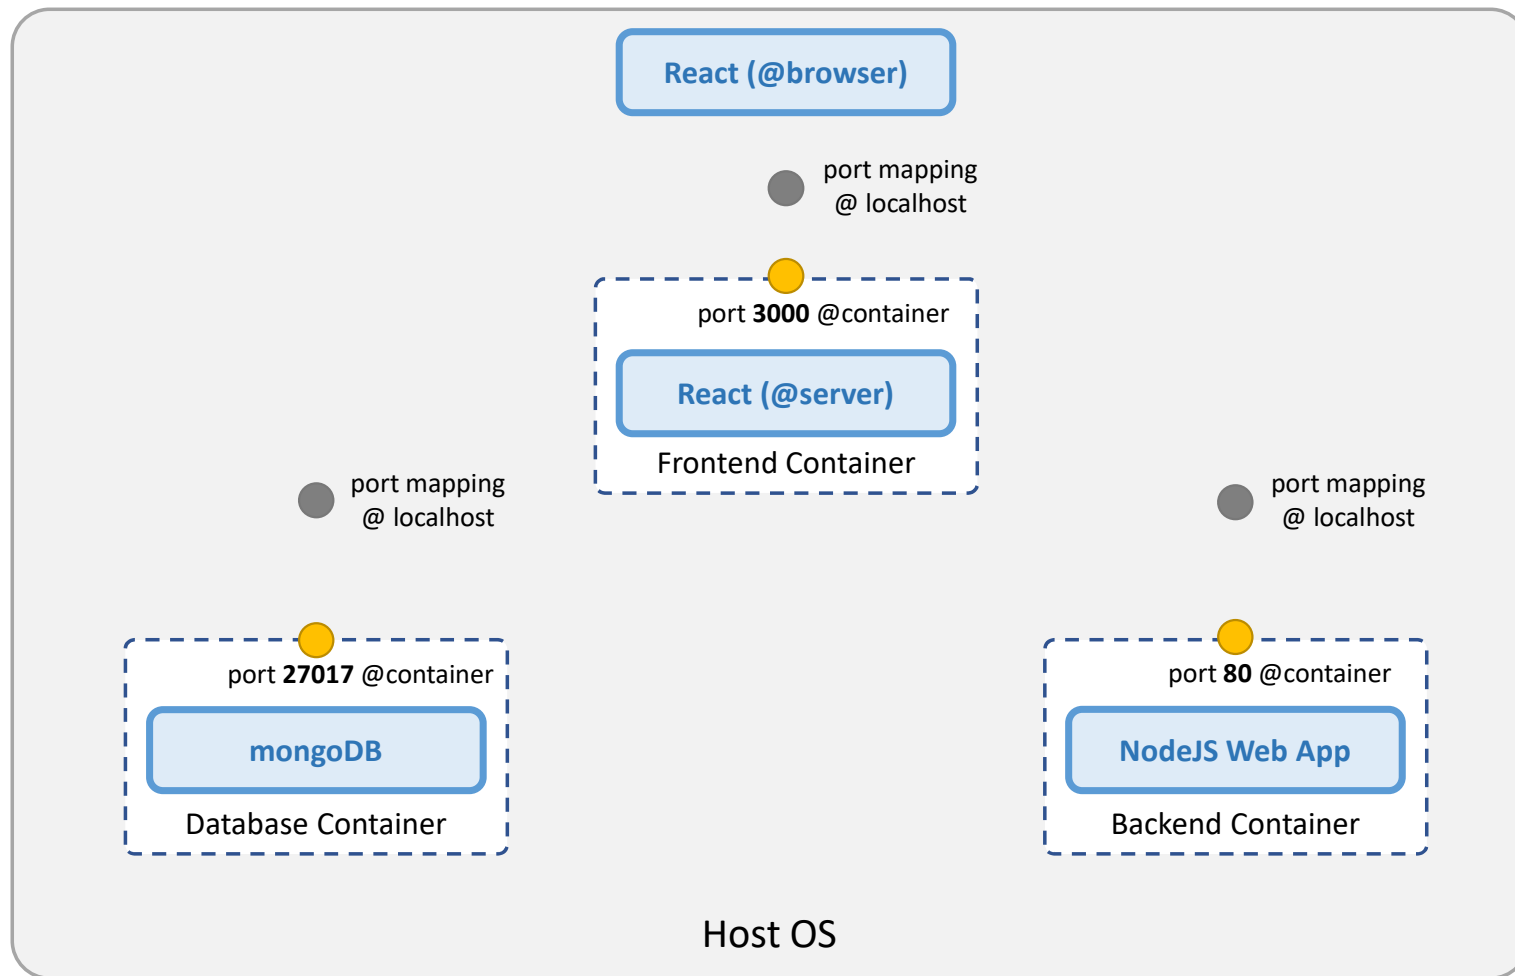 React (@browser)
port mapping
@ localhost
port 3000 @container
React (@server)
Frontend Container
port mapping
@ localhost
port mapping
@ localhost
port 27017 @container
mongoDB
Database Container
port 80 @container
NodeJS Web App
Backend Container
Host OS